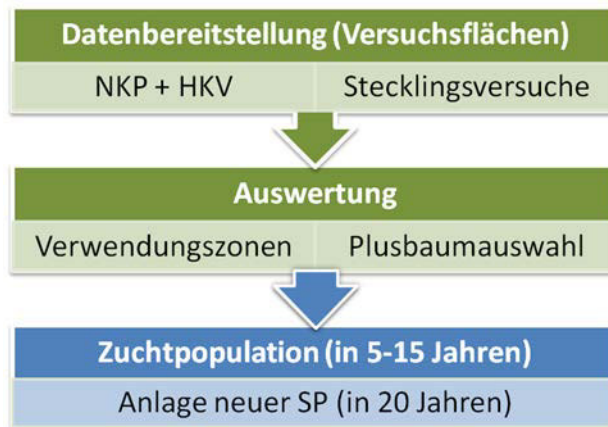 Datenbereitstellung (Versuchsflächen)
NKP + HKV Stecklingsversuche
Auswertung
Verwendungszonen Plusbaumauswahl
Zuchtpopulation (in 5-15 Jahren)
Anlage neuer SP (in 20 Jahren)